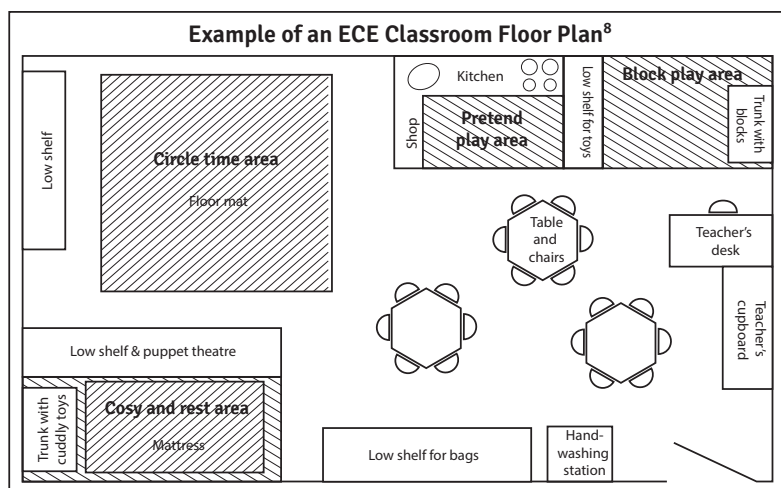 Example of an ECE Classroom Floor Plan⁸
Low shelf
Circle time area
Floor mat
Kitchen
Shop
Pretend
play area
Low shelf for toys
Block play area
Trunk with
blocks
Table
and
chairs
Teacher's
desk
Teacher's
cupboard
Low shelf & puppet theatre
Trunk with
cuddly toys
Cosy and rest area
Mattress
Low shelf for bags
Hand-
washing
station